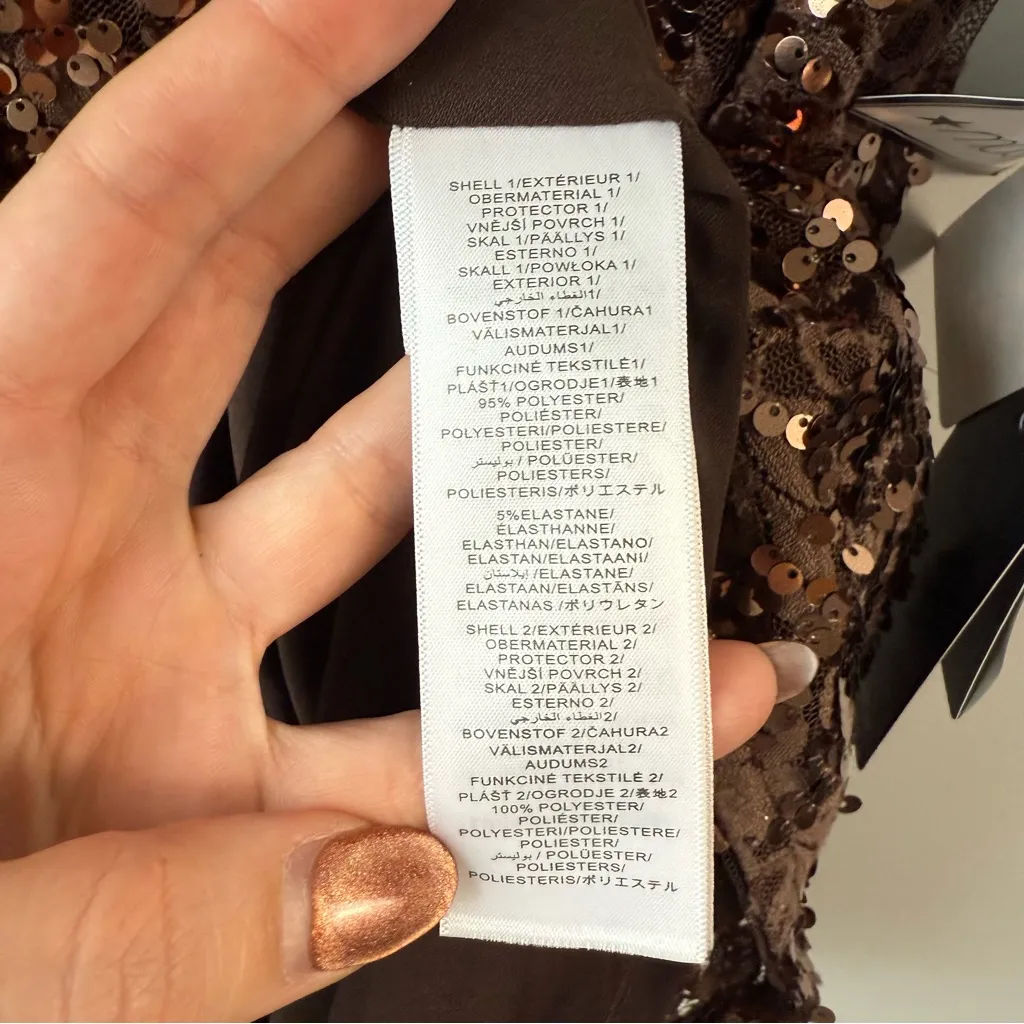 SHELL 1/EXTÉRIEUR 1/
OBERMATERIAL 1/
PROTECTOR 1/
VNĚJŠÍ POVRCH 1/
SKAL 1/PÄÄLLYS 1/
ESTERNO 1/
SKALL 1/POWŁOKA 1/
EXTERIOR 1/
الغطاء الخارجي1/
BOVENSTOF 1/ČAHURA1
VÄLISMATERJAL1/
AUDUMS1/
FUNKCINĖ TEKSTILĖ1/
PLÁŠŤ1/OGRODJE1/表地1
95% POLYESTER/
POLIÉSTER/
POLYESTERI/POLIESTERE/
POLIESTER/
بوليستر / POLÜESTER/
POLIESTERS/
POLIESTERIS/ポリエステル
5%ELASTANE/
ÉLASTHANNE/
ELASTHAN/ELASTANO/
ELASTAN/ELASTAANI/
إيلاستان /ELASTANE/
ELASTAAN/ELASTĀNS/
ELASTANAS /ポリウレタン
SHELL 2/EXTÉRIEUR 2/
OBERMATERIAL 2/
PROTECTOR 2/
VNĚJŠÍ POVRCH 2/
SKAL 2/PÄÄLLYS 2/
ESTERNO 2/
الغطاء الخارجي2/
BOVENSTOF 2/ČAHURA2
VÄLISMATERJAL2/
AUDUMS2
FUNKCINĖ TEKSTILĖ 2/
PLÁŠŤ 2/OGRODJE 2/表地2
100% POLYESTER/
POLIÉSTER/
POLYESTERI/POLIESTERE/
POLIESTER/
بوليستر / POLÜESTER/
POLIESTERS/
POLIESTERIS/ポリエステル